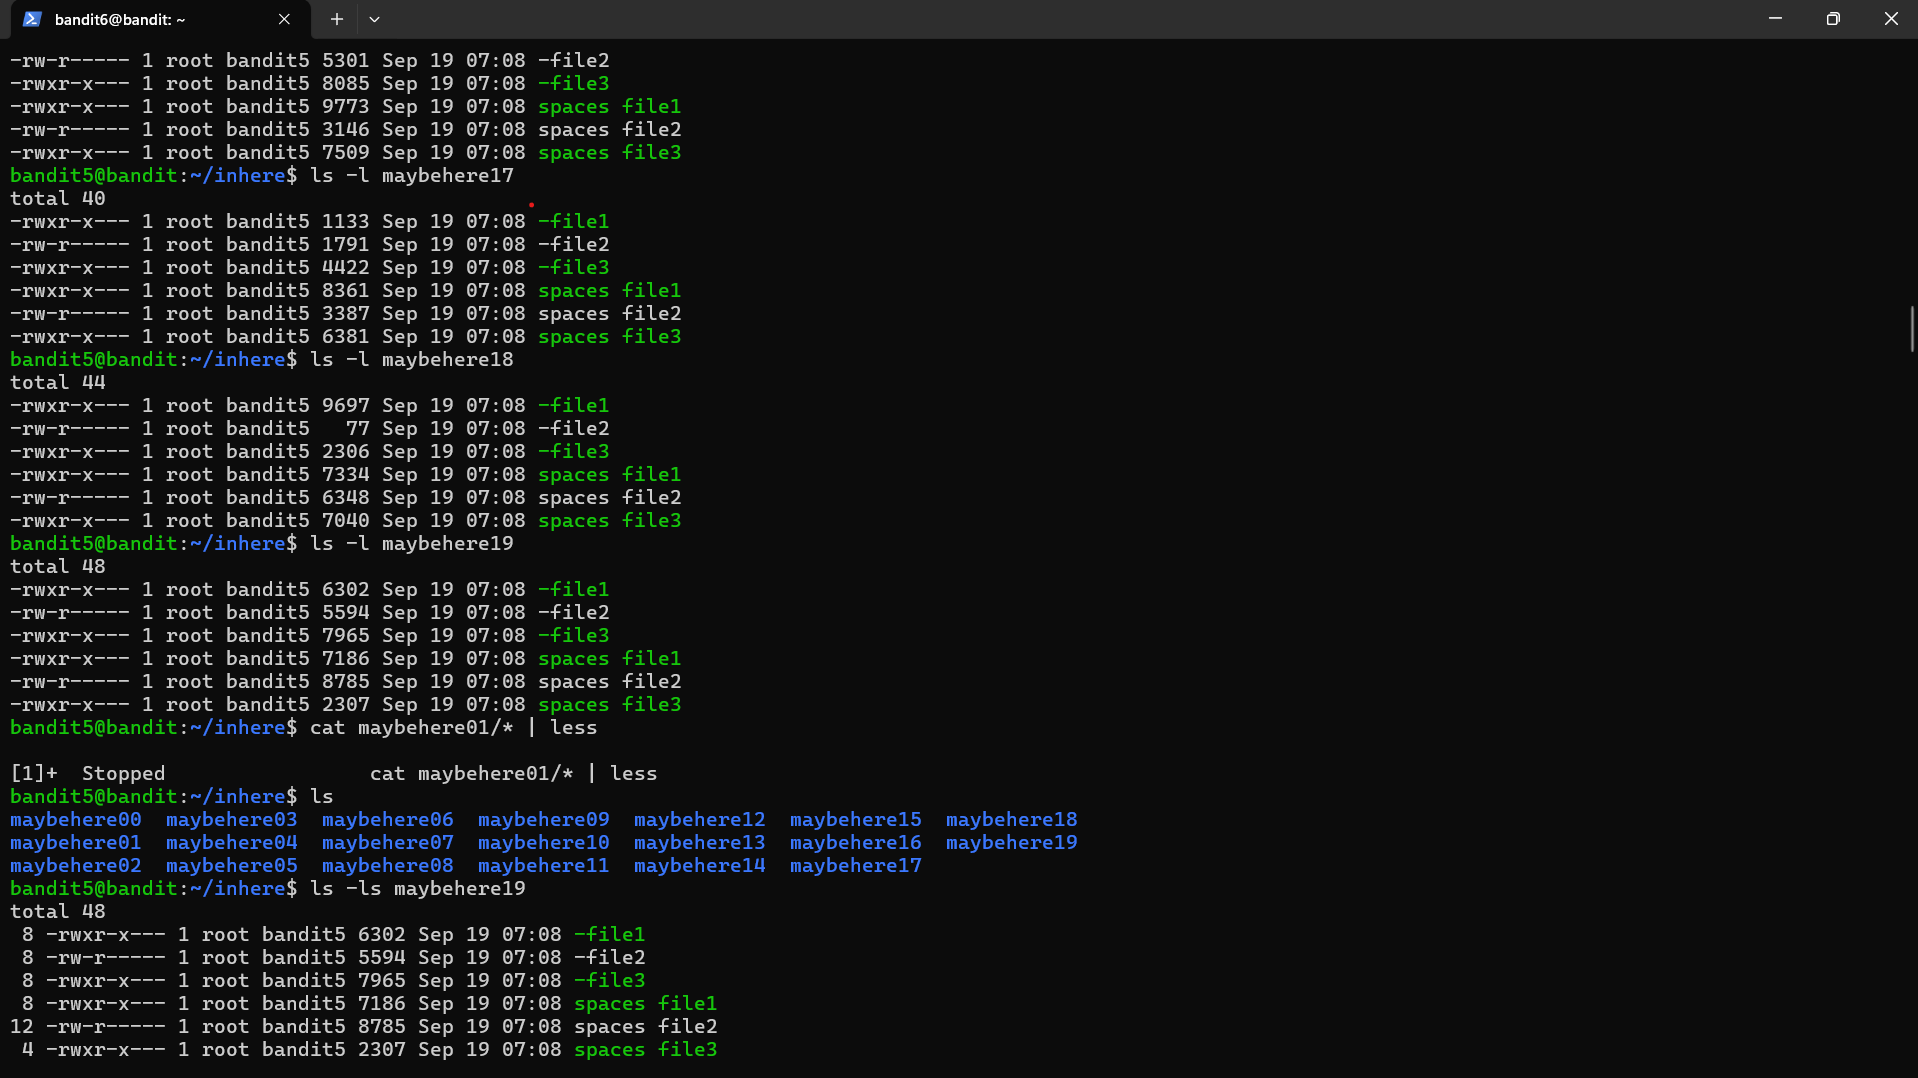 bandit6@bandit: ~
-rw-r----- 1 root bandit5 5301 Sep 19 07:08 -file2
-rwxr-x--- 1 root bandit5 8085 Sep 19 07:08 -file3
-rwxr-x--- 1 root bandit5 9773 Sep 19 07:08 spaces file1
-rw-r----- 1 root bandit5 3146 Sep 19 07:08 spaces file2
-rwxr-x--- 1 root bandit5 7509 Sep 19 07:08 spaces file3
bandit5@bandit:~/inhere$ ls -l maybehere17
total 40
-rwxr-x--- 1 root bandit5 1133 Sep 19 07:08 -file1
-rw-r----- 1 root bandit5 1791 Sep 19 07:08 -file2
-rwxr-x--- 1 root bandit5 4422 Sep 19 07:08 -file3
-rwxr-x--- 1 root bandit5 8361 Sep 19 07:08 spaces file1
-rw-r----- 1 root bandit5 3387 Sep 19 07:08 spaces file2
-rwxr-x--- 1 root bandit5 6381 Sep 19 07:08 spaces file3
bandit5@bandit:~/inhere$ ls -l maybehere18
total 44
-rwxr-x--- 1 root bandit5 9697 Sep 19 07:08 -file1
-rw-r----- 1 root bandit5   77 Sep 19 07:08 -file2
-rwxr-x--- 1 root bandit5 2306 Sep 19 07:08 -file3
-rwxr-x--- 1 root bandit5 7334 Sep 19 07:08 spaces file1
-rw-r----- 1 root bandit5 6348 Sep 19 07:08 spaces file2
-rwxr-x--- 1 root bandit5 7040 Sep 19 07:08 spaces file3
bandit5@bandit:~/inhere$ ls -l maybehere19
total 48
-rwxr-x--- 1 root bandit5 6302 Sep 19 07:08 -file1
-rw-r----- 1 root bandit5 5594 Sep 19 07:08 -file2
-rwxr-x--- 1 root bandit5 7965 Sep 19 07:08 -file3
-rwxr-x--- 1 root bandit5 7186 Sep 19 07:08 spaces file1
-rw-r----- 1 root bandit5 8785 Sep 19 07:08 spaces file2
-rwxr-x--- 1 root bandit5 2307 Sep 19 07:08 spaces file3
bandit5@bandit:~/inhere$ cat maybehere01/* | less
[1]+  Stopped                 cat maybehere01/* | less
bandit5@bandit:~/inhere$ ls
maybehere00  maybehere03  maybehere06  maybehere09  maybehere12  maybehere15  maybehere18
maybehere01  maybehere04  maybehere07  maybehere10  maybehere13  maybehere16  maybehere19
maybehere02  maybehere05  maybehere08  maybehere11  maybehere14  maybehere17
bandit5@bandit:~/inhere$ ls -ls maybehere19
total 48
 8 -rwxr-x--- 1 root bandit5 6302 Sep 19 07:08 -file1
 8 -rw-r----- 1 root bandit5 5594 Sep 19 07:08 -file2
 8 -rwxr-x--- 1 root bandit5 7965 Sep 19 07:08 -file3
 8 -rwxr-x--- 1 root bandit5 7186 Sep 19 07:08 spaces file1
12 -rw-r----- 1 root bandit5 8785 Sep 19 07:08 spaces file2
 4 -rwxr-x--- 1 root bandit5 2307 Sep 19 07:08 spaces file3